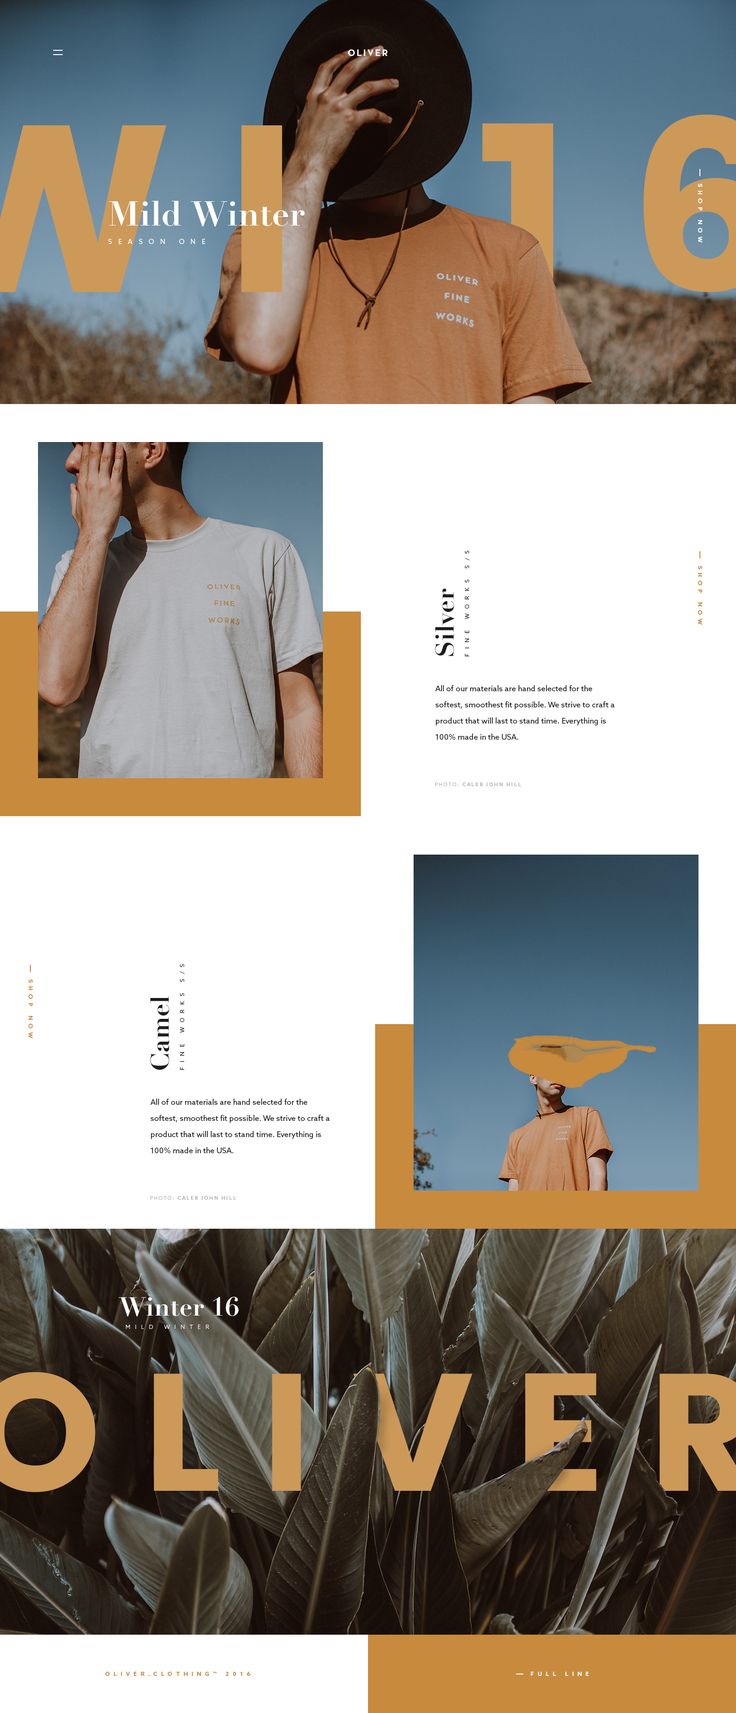 OLIVER
WI 16
Mild Winter
SEASON ONE
— SHOP NOW
OLIVER
FINE
WORKS
OLIVER
FINE
WORKS
Silver
FINE WORKS S/S
— SHOP NOW
All of our materials are hand selected for the
softest, smoothest fit possible. We strive to craft a
product that will last to stand time. Everything is
100% made in the USA.
PHOTO: CALEB JOHN HILL
— SHOP NOW
Camel
FINE WORKS S/S
All of our materials are hand selected for the
softest, smoothest fit possible. We strive to craft a
product that will last to stand time. Everything is
100% made in the USA.
PHOTO: CALEB JOHN HILL
OLIVER
FINE
WORKS
Winter 16
MILD WINTER
OLIVER
OLIVER.CLOTHING™ 2016
— FULL LINE